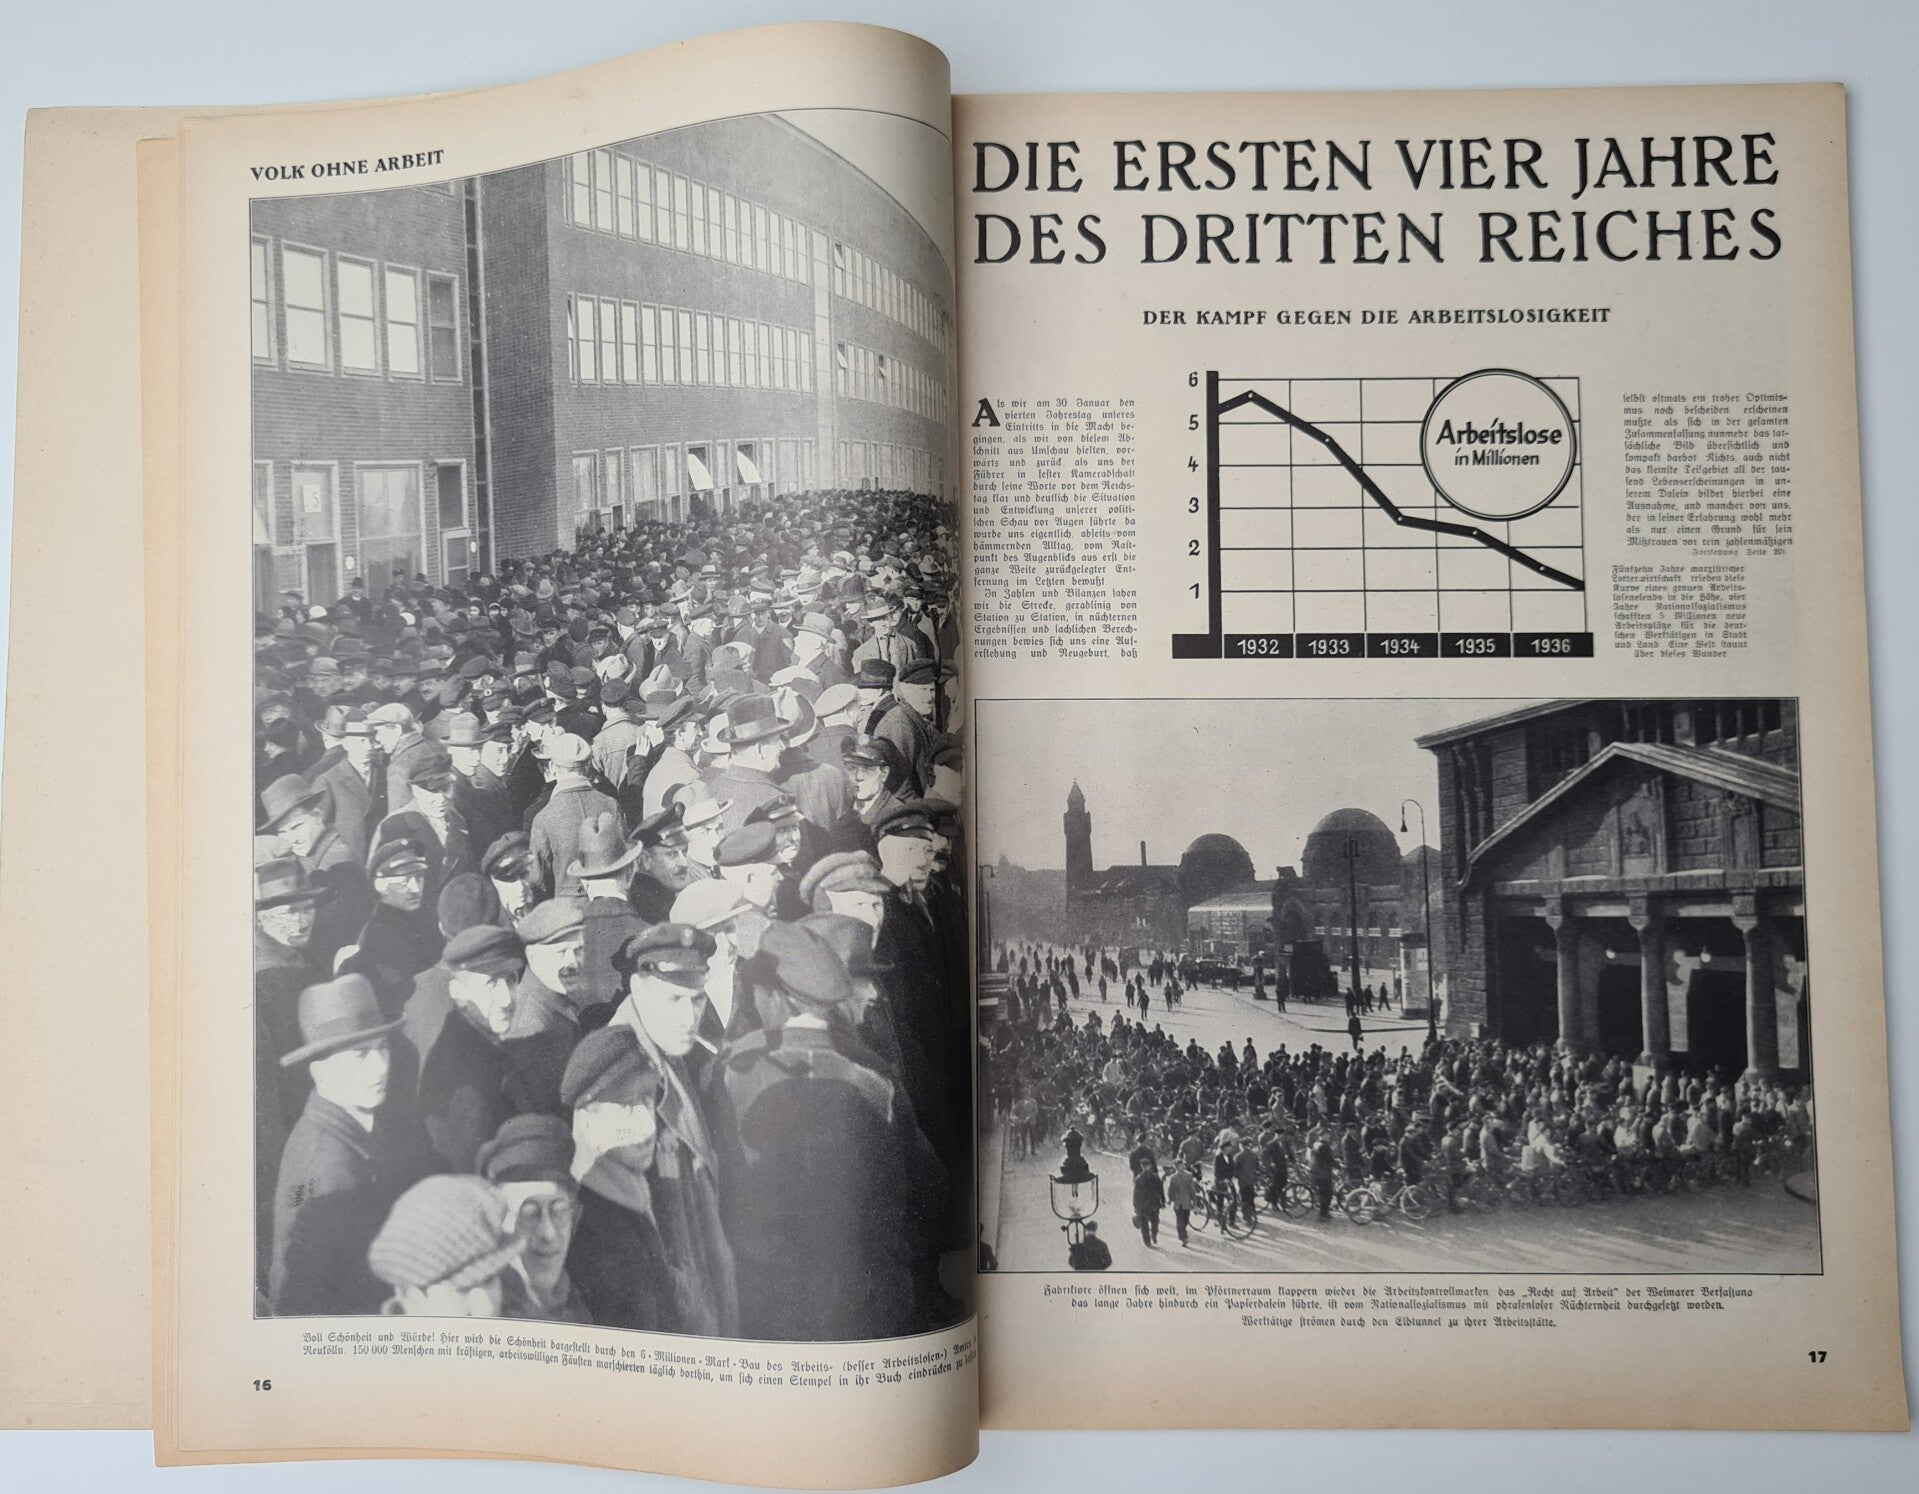 VOLK OHNE ARBEIT
Voll Schönheit und Würde! Hier wird die Schönheit dargestellt durch den 6-Millionen-Mark-Bau des Arbeits- (besser Arbeitslosen-) Amtes
Neukölln. 150 000 Menschen mit kräftigen, arbeitswilligen Fäusten marschierten täglich dorthin, um sich einen Stempel in ihr Buch eindrücken zu
16
DIE ERSTEN VIER JAHRE
DES DRITTEN REICHES
DER KAMPF GEGEN DIE ARBEITSLOSIGKEIT
Als wir am 30 Januar den
vierten Jahrestag unseres
Eintritts in die Macht be-
gingen, als wir von diesem Ab-
schnitt aus Umschau hielten, vor-
wärts und zurück, als uns der
Führer in fester Kameradschaft
durch seine Worte vor dem Reichs-
tag klar und deutlich die Situation
und Entwicklung unserer politi-
schen Schau vor Augen führte da
wurde uns eigentlich, abseits vom
hämmernden Alltag, vom Rast-
punkt des Augenblicks aus erst die
ganze Weite zurückgelegter Ent-
fernung im Letzten bewußt
In Zahlen und Bilanzen sahen
wir die Strecke, geradlinig von
Station zu Station, in nüchternen
Ergebnissen und sachlichen Berech-
nungen bewies sich uns eine Auf-
erstehung und Neugeburt, daß
6
5
4
3
2
1
Arbeitslose
in Millionen
1932 1933 1934 1935 1936
selbst oftmals ein froher Optimis-
mus noch bescheiden erscheinen
mußte, als sich in der gesamten
Zusammenfassung nunmehr das tat-
sächliche Bild übersichtlich und
kompakt darbot Nichts, auch nicht
das kleinste Teilgebiet all der tau-
send Lebenserscheinungen in un-
serem Dasein bildet hierbei eine
Ausnahme, und mancher von uns,
der in seiner Erfahrung wohl mehr
als nur einen Grund für sein
Mißtrauen vor rein zahlenmäßigen
(Fortsetzung Seite 20)
Fünfzehn Jahre marxistischer
Lotterwirtschaft trieben diese
Kurve eines grauen Arbeits-
losenelends in die Höhe, vier
Jahre Nationalsozialismus
schafften 5 Millionen neue
Arbeitsplätze für die deut-
schen Werktätigen in Stadt
und Land Eine Welt staunt
über dieses Wunder
Fabriktore öffnen sich weit, im Pförtnerraum klappern wieder die Arbeitskontrollmarken das „Recht auf Arbeit“ der Weimarer Verfassung
das lange Jahre hindurch ein Papierdasein führte, ist vom Nationalsozialismus mit phrasenloser Nüchternheit durchgesetzt worden.
Werktätige strömen durch den Elbtunnel zu ihrer Arbeitsstätte.
17